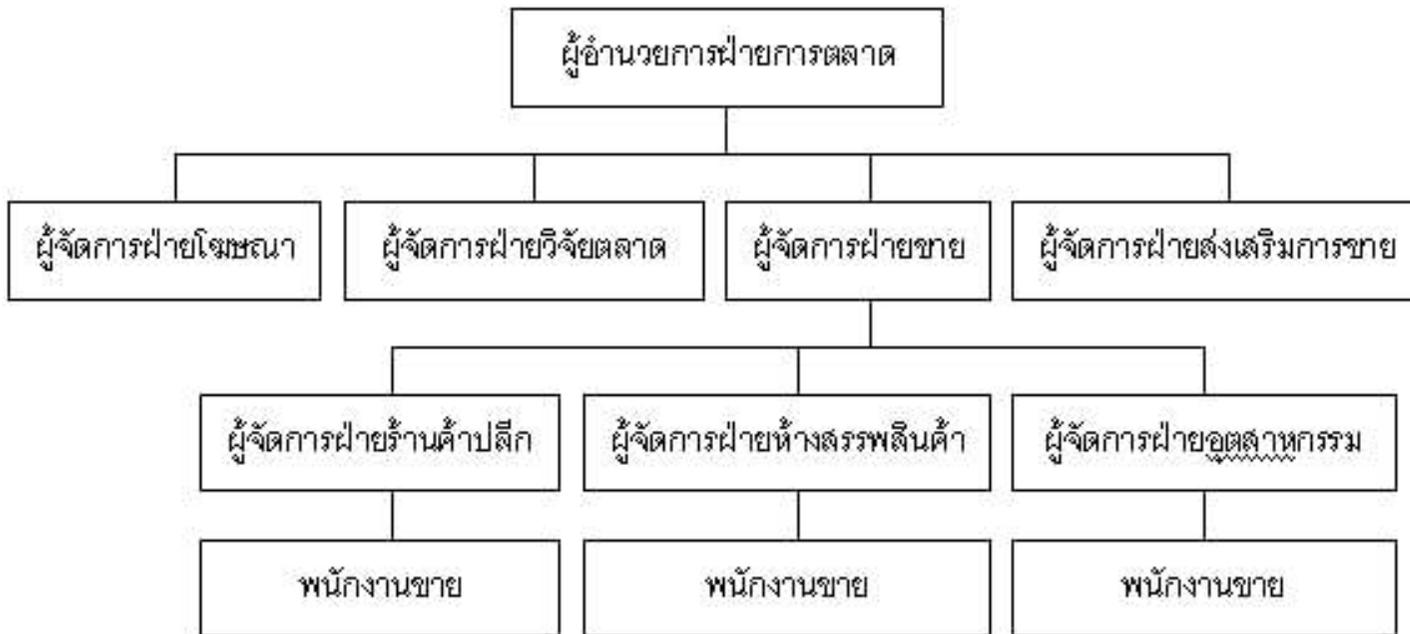 ผู้อำนวยการฝ่ายการตลาด
ผู้จัดการฝ่ายโฆษณา
ผู้จัดการฝ่ายวิจัยตลาด
ผู้จัดการฝ่ายขาย
ผู้จัดการฝ่ายส่งเสริมการขาย
ผู้จัดการฝ่ายร้านค้าปลีก
ผู้จัดการฝ่ายห้างสรรพสินค้า
ผู้จัดการฝ่ายอุตสาหกรรม
พนักงานขาย
พนักงานขาย
พนักงานขาย